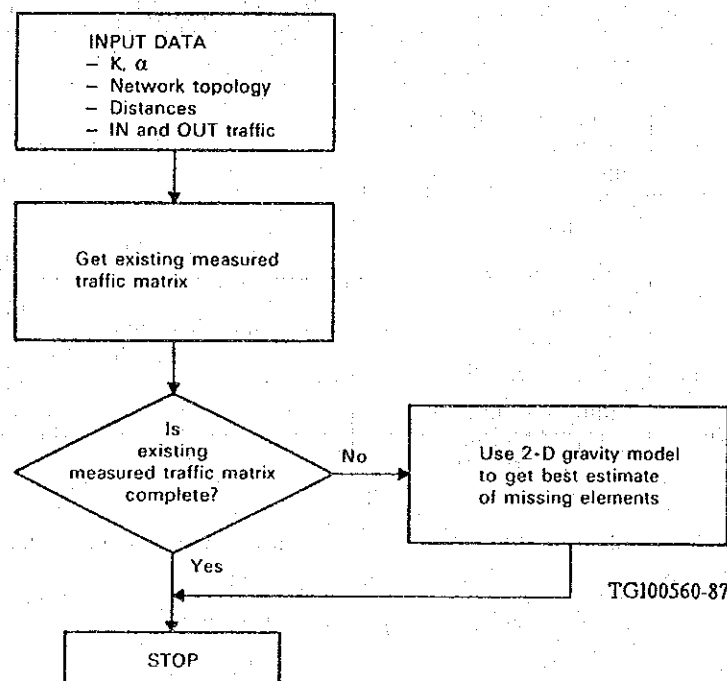 INPUT DATA
– K, α
– Network topology
– Distances
– IN and OUT traffic
Get existing measured
traffic matrix
Is
existing
measured traffic matrix
complete?
No
Use 2-D gravity model
to get best estimate
of missing elements
Yes
TG100560-87
STOP